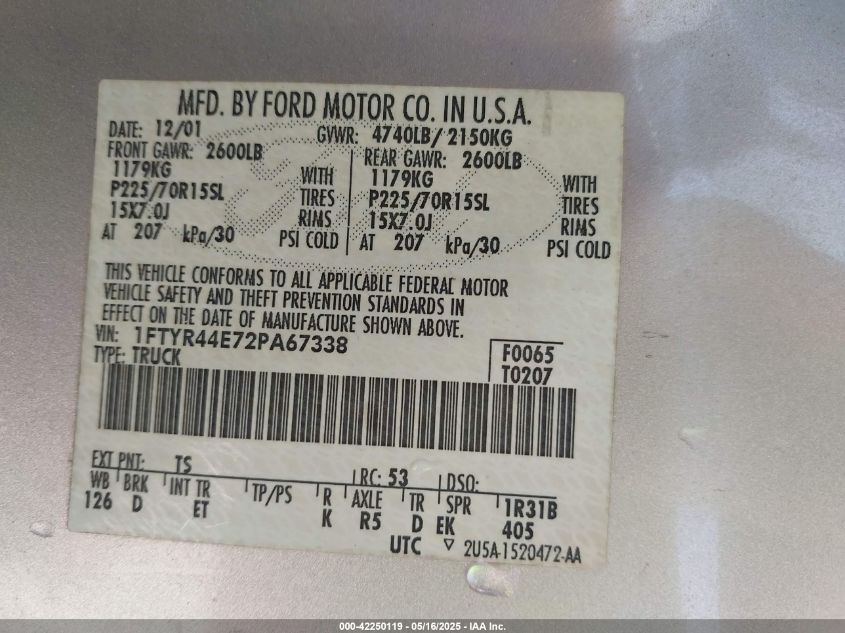 MFD. BY FORD MOTOR CO. IN U.S.A.
DATE: 12/01 GVWR: 4740LB/ 2150KG
FRONT GAWR: 2600LB REAR GAWR: 2600LB
1179KG WITH 1179KG WITH
P225/70R15SL TIRES P225/70R15SL TIRES
15X7.0J RIMS 15X7.0J RIMS
AT 207 kPa/30 PSI COLD AT 207 kPa/30 PSI COLD
THIS VEHICLE CONFORMS TO ALL APPLICABLE FEDERAL MOTOR
VEHICLE SAFETY AND THEFT PREVENTION STANDARDS IN
EFFECT ON THE DATE OF MANUFACTURE SHOWN ABOVE.
VIN: 1FTYR44E72PA67338
TYPE: TRUCK
F0065
T0207
EXT PNT: TS RC: 53 DSO:
WB BRK INT TR TP/PS R AXLE TR SPR 1R31B
126 D ET K R5 D EK 405
UTC ▽ 2U5A-1520472-AA
000-42250119 - 05/16/2025 - IAA Inc.